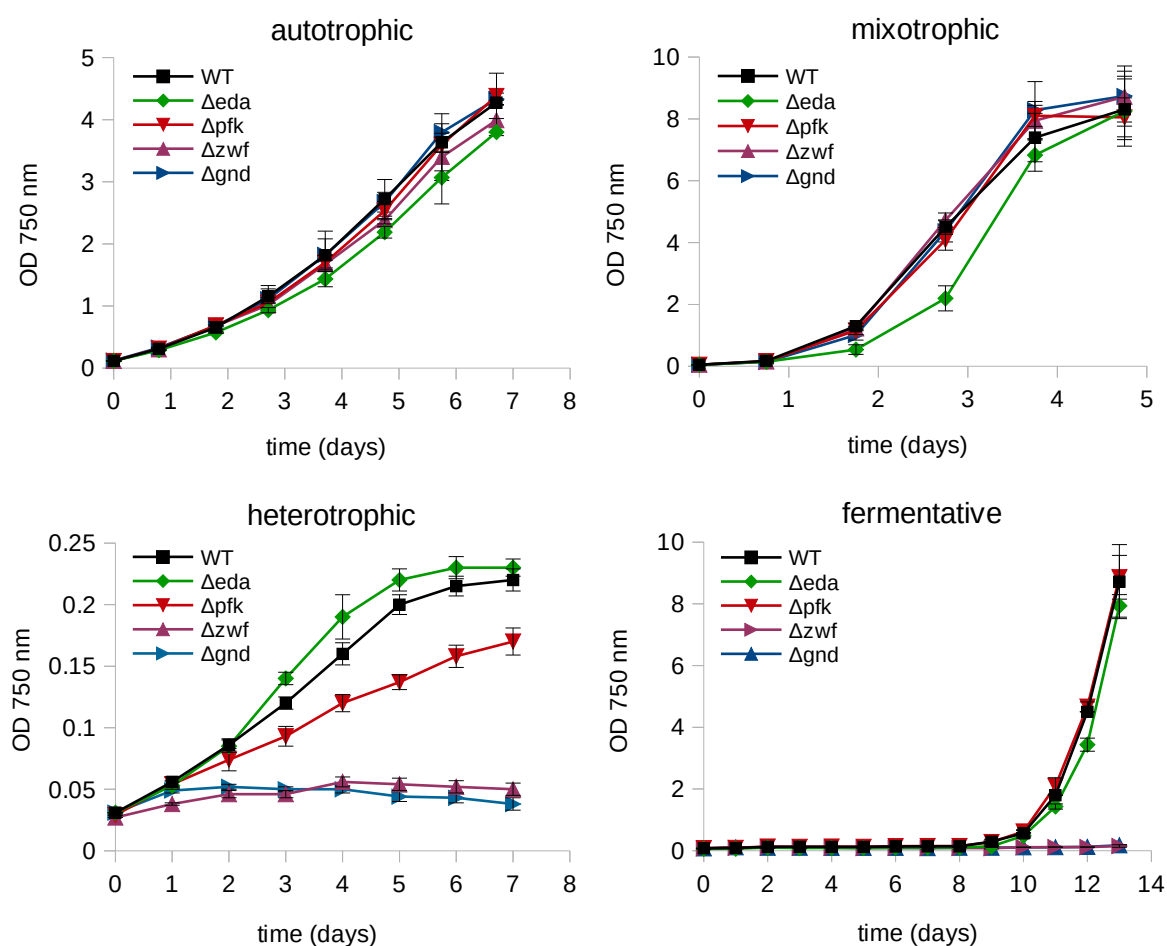 autotrophic
OD 750 nm
5
4
3
2
1
0
WT
Δeda
Δpfk
Δzwf
Δgnd
0 1 2 3 4 5 6 7 8
time (days)
mixotrophic
OD 750 nm
10
8
6
4
2
0
WT
Δeda
Δpfk
Δzwf
Δgnd
0 1 2 3 4 5
time (days)
heterotrophic
OD 750 nm
0.25
0.2
0.15
0.1
0.05
0
WT
Δeda
Δpfk
Δzwf
Δgnd
0 1 2 3 4 5 6 7 8
time (days)
fermentative
OD 750 nm
10
8
6
4
2
0
WT
Δeda
Δpfk
Δzwf
Δgnd
0 2 4 6 8 10 12 14
time (days)